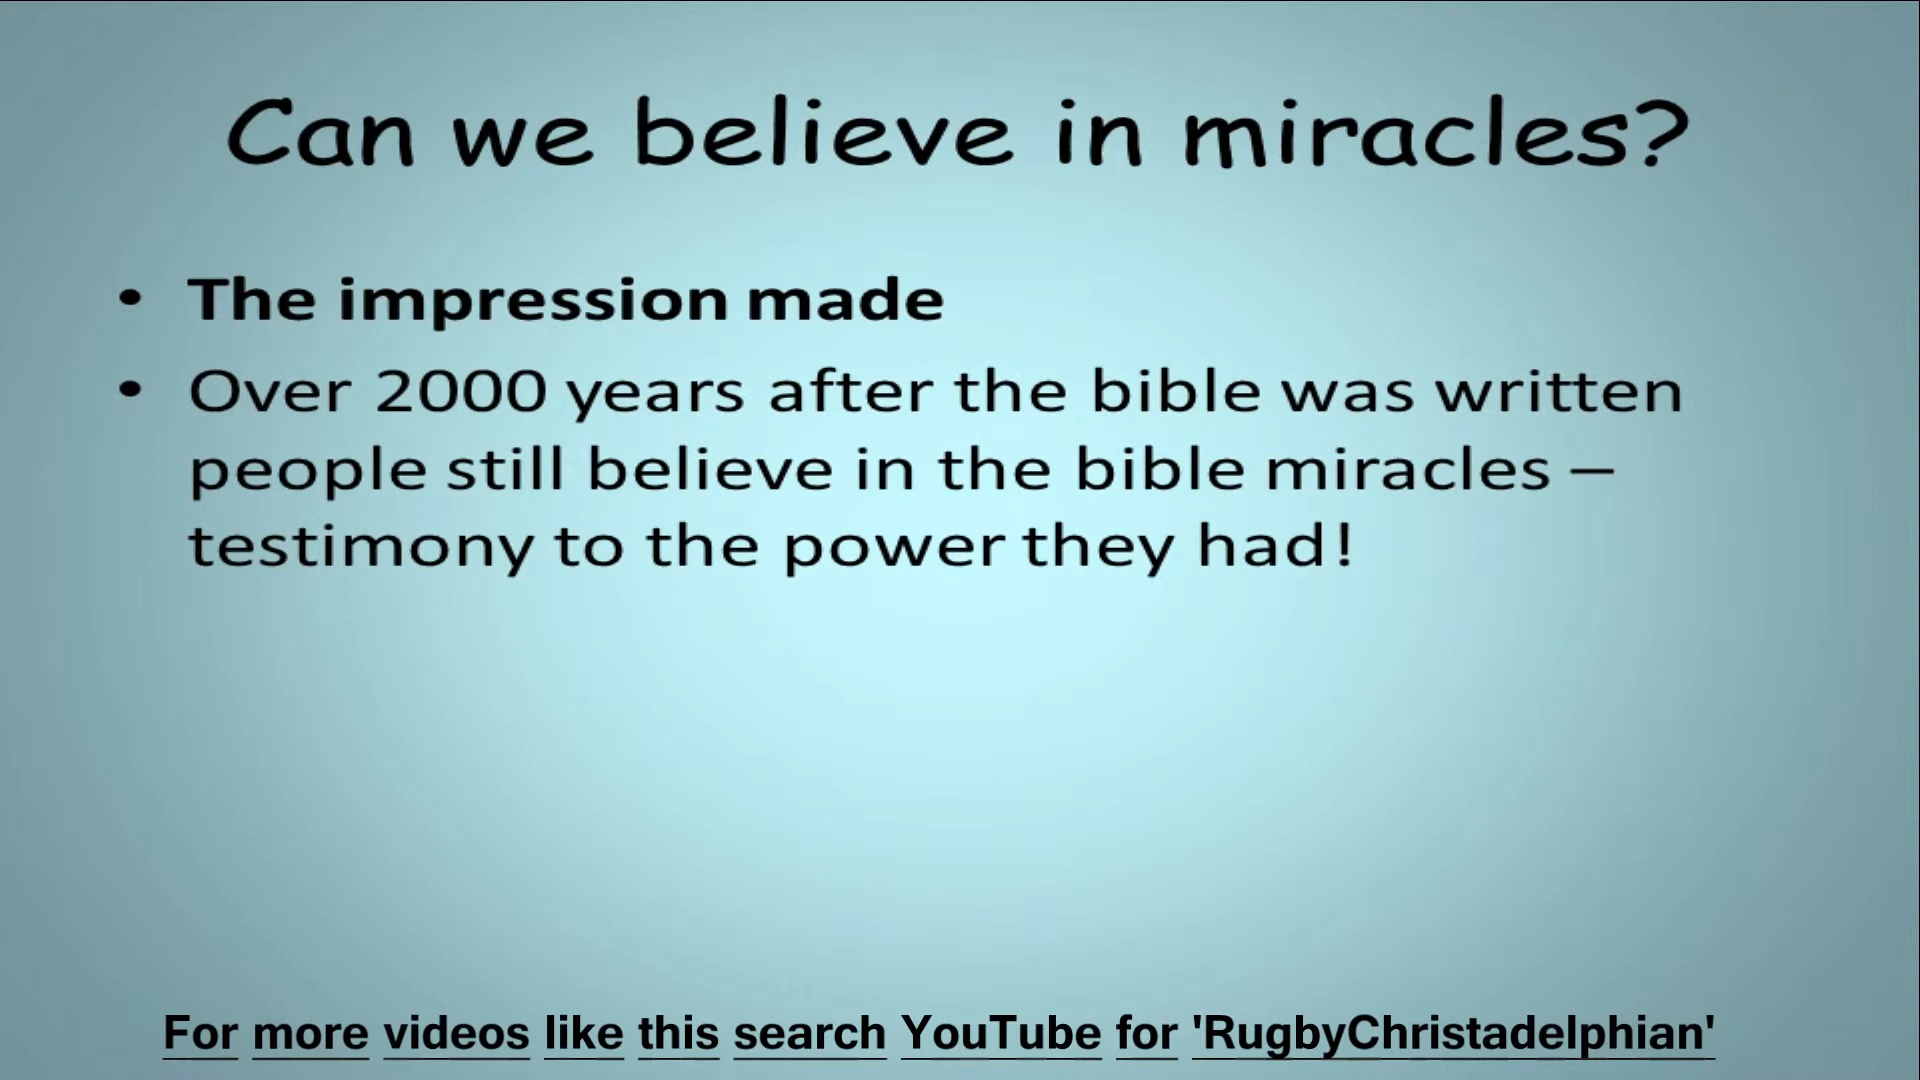 Can we believe in miracles?
• The impression made
• Over 2000 years after the bible was written
people still believe in the bible miracles –
testimony to the power they had!
For more videos like this search YouTube for 'RugbyChristadelphian'